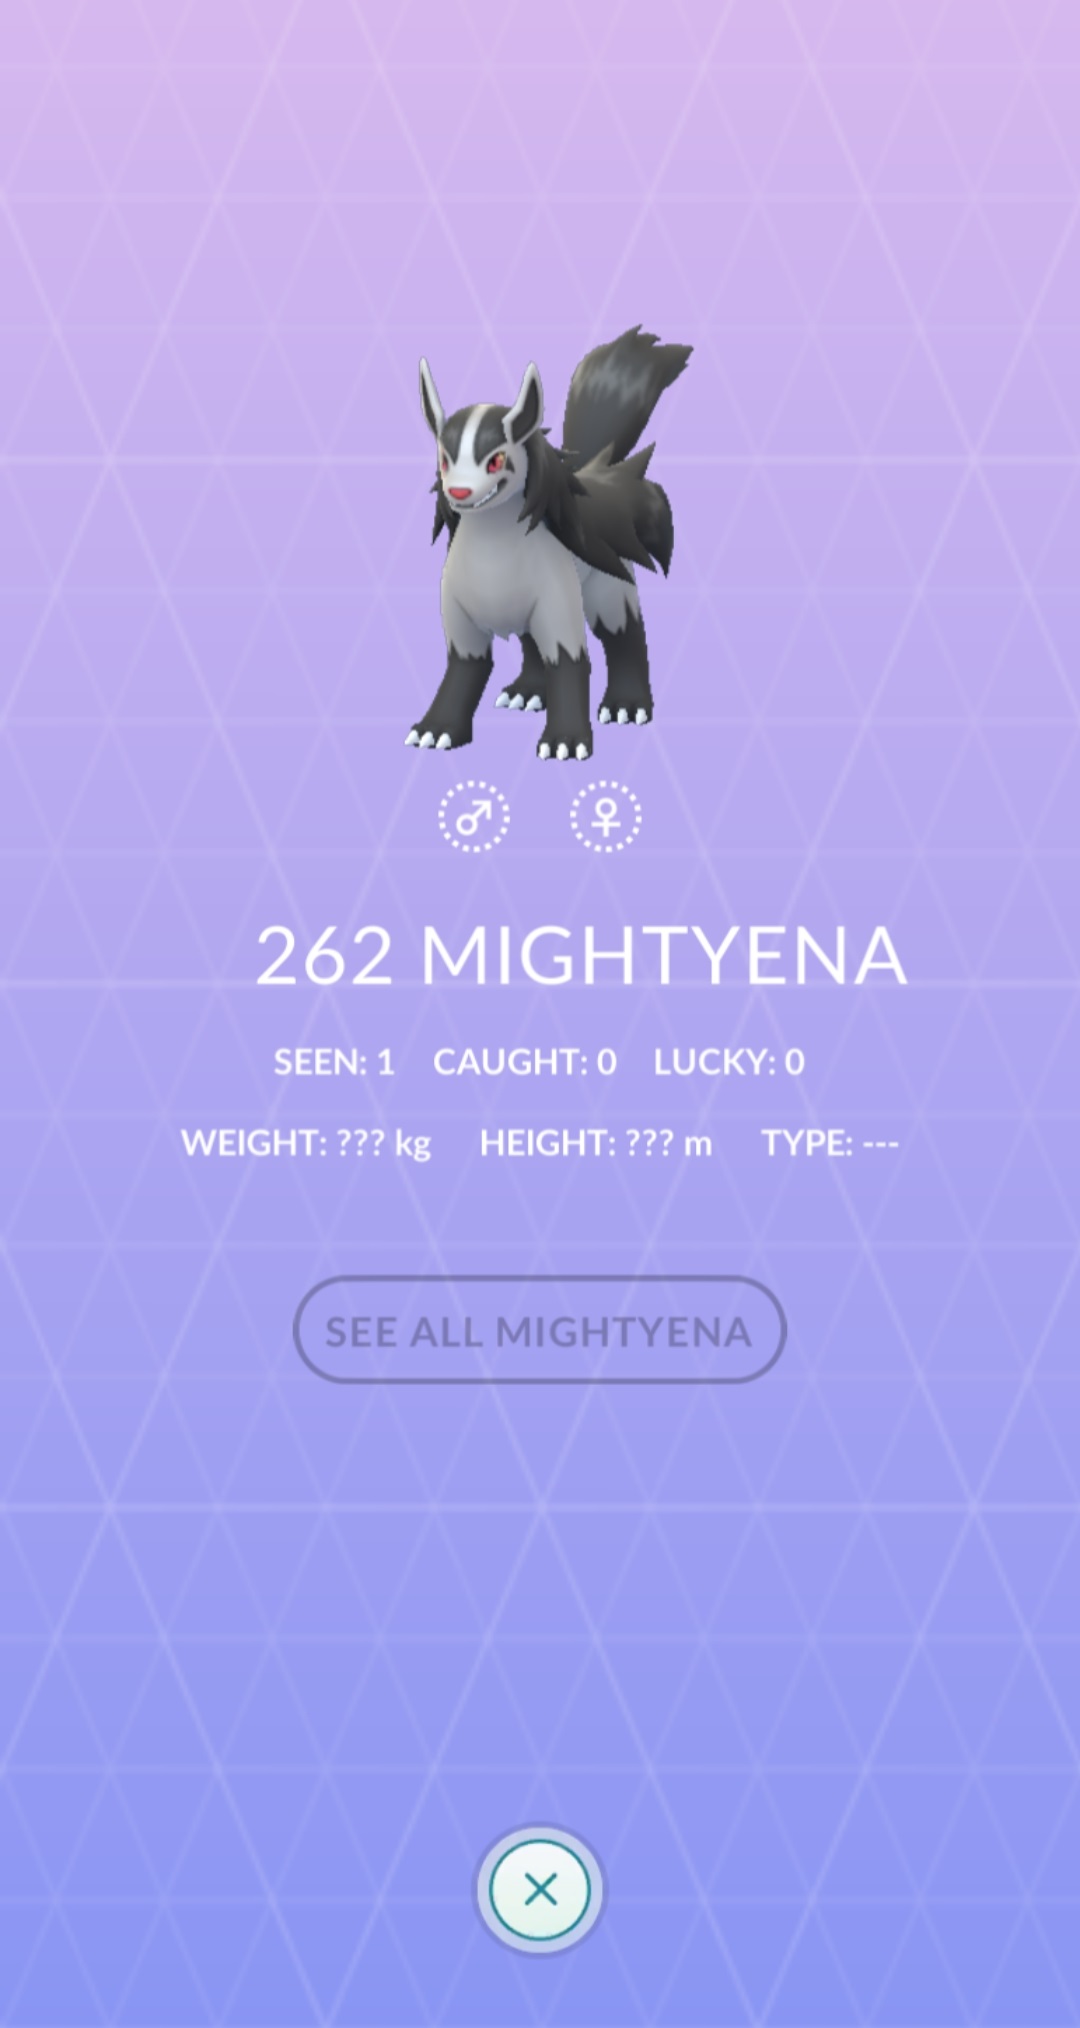 262 MIGHTYENA
SEEN: 1 CAUGHT: 0 LUCKY: 0
WEIGHT: ??? kg HEIGHT: ??? m TYPE: ---
SEE ALL MIGHTYENA